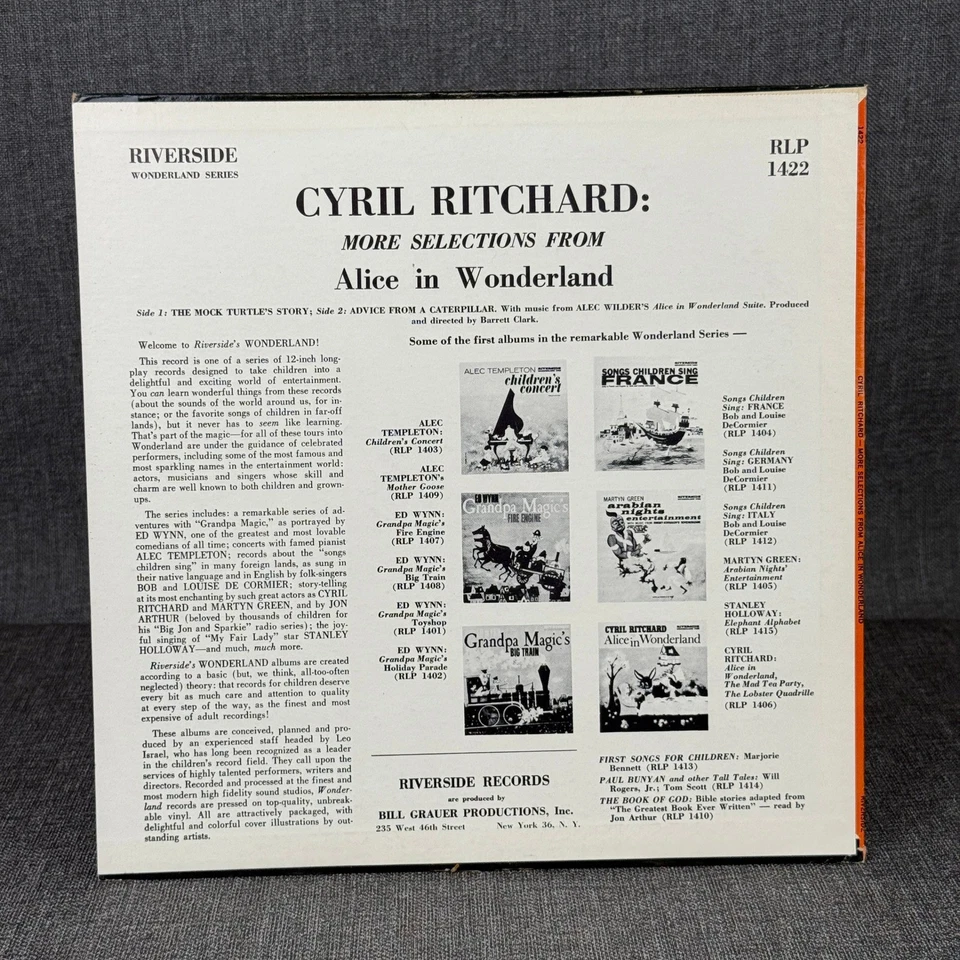 RIVERSIDE
WONDERLAND SERIES
RLP
1422
CYRIL RITCHARD:
MORE SELECTIONS FROM
Alice in Wonderland
Side 1: THE MOCK TURTLE'S STORY; Side 2: ADVICE FROM A CATERPILLAR. With music from ALEC WILDER'S Alice in Wonderland Suite. Produced
and directed by Barrett Clark.
Welcome to Riverside's WONDERLAND!
This record is one of a series of 12-inch long-
play records designed to take children into a
delightful and exciting world of entertainment.
You can learn wonderful things from these records
(about the sounds of the world around us, for in-
stance; or the favorite songs of children in far-off
lands), but it never has to seem like learning.
That's part of the magic—for all of these tours into
Wonderland are under the guidance of celebrated
performers, including some of the most famous and
most sparkling names in the entertainment world:
actors, musicians and singers whose skill and
charm are well known to both children and grown-
ups.
The series includes: a remarkable series of ad-
ventures with "Grandpa Magic," as portrayed by
ED WYNN, one of the greatest and most lovable
comedians of all time; concerts with famed pianist
ALEC TEMPLETON; records about the "songs
children sing" in many foreign lands, as sung in
their native language and in English by folk-singers
BOB and LOUISE DE CORMIER; story-telling
at its most enchanting by such great actors as CYRIL
RITCHARD and MARTYN GREEN, and by JON
ARTHUR (beloved by thousands of children for
his "Big Jon and Sparkie" radio series); the joy-
ful singing of "My Fair Lady" star STANLEY
HOLLOWAY—and much, much more.
Riverside's WONDERLAND albums are created
according to a basic (but, we think, all-too-often
neglected) theory: that records for children deserve
every bit as much care and attention to quality
at every step of the way, as the finest and most
expensive of adult recordings!
These albums are conceived, planned and pro-
duced by an experienced staff headed by Leo
Israel, who has long been recognized as a leader
in the children's record field. They call upon the
services of highly talented performers, writers and
directors. Recorded and processed at the finest and
most modern high fidelity sound studios, Wonder-
land records are pressed on top-quality, unbreak-
able vinyl. All are attractively packaged, with
delightful and colorful cover illustrations by out-
standing artists.
Some of the first albums in the remarkable Wonderland Series —
ALEC
TEMPLETON:
Children's Concert
(RLP 1403)
ALEC
TEMPLETON's
Mother Goose
(RLP 1409)
ED WYNN:
Grandpa Magic's
Fire Engine
(RLP 1407)
ED WYNN:
Grandpa Magic's
Big Train
(RLP 1408)
ED WYNN:
Grandpa Magic's
Toyshop
(RLP 1401)
ED WYNN:
Grandpa Magic's
Holiday Parade
(RLP 1402)
ALEC TEMPLETON
children's
concert
SONGS CHILDREN SING
FRANCE
ED WYNN
Grandpa Magic's
FIRE ENGINE
MARTYN GREEN
arabian
nights
entertainment
Grandpa Magic's
BIG TRAIN
CYRIL RITCHARD
Alice in Wonderland
Songs Children
Sing: FRANCE
Bob and Louise
DeCormier
(RLP 1404)
Songs Children
Sing: GERMANY
Bob and Louise
DeCormier
(RLP 1411)
Songs Children
Sing: ITALY
Bob and Louise
DeCormier
(RLP 1412)
MARTYN GREEN:
Arabian Nights'
Entertainment
(RLP 1405)
STANLEY
HOLLOWAY:
Elephant Alphabet
(RLP 1415)
CYRIL
RITCHARD:
Alice in
Wonderland,
The Mad Tea Party,
The Lobster Quadrille
(RLP 1406)
FIRST SONGS FOR CHILDREN: Marjorie
Bennett (RLP 1413)
PAUL BUNYAN and other Tall Tales: Will
Rogers, Jr.; Tom Scott (RLP 1414)
THE BOOK OF GOD: Bible stories adapted from
"The Greatest Book Ever Written" — read by
Jon Arthur (RLP 1410)
RIVERSIDE RECORDS
are produced by
BILL GRAUER PRODUCTIONS, Inc.
235 West 46th Street New York 36, N. Y.
1422
CYRIL RITCHARD — MORE SELECTIONS FROM ALICE IN WONDERLAND